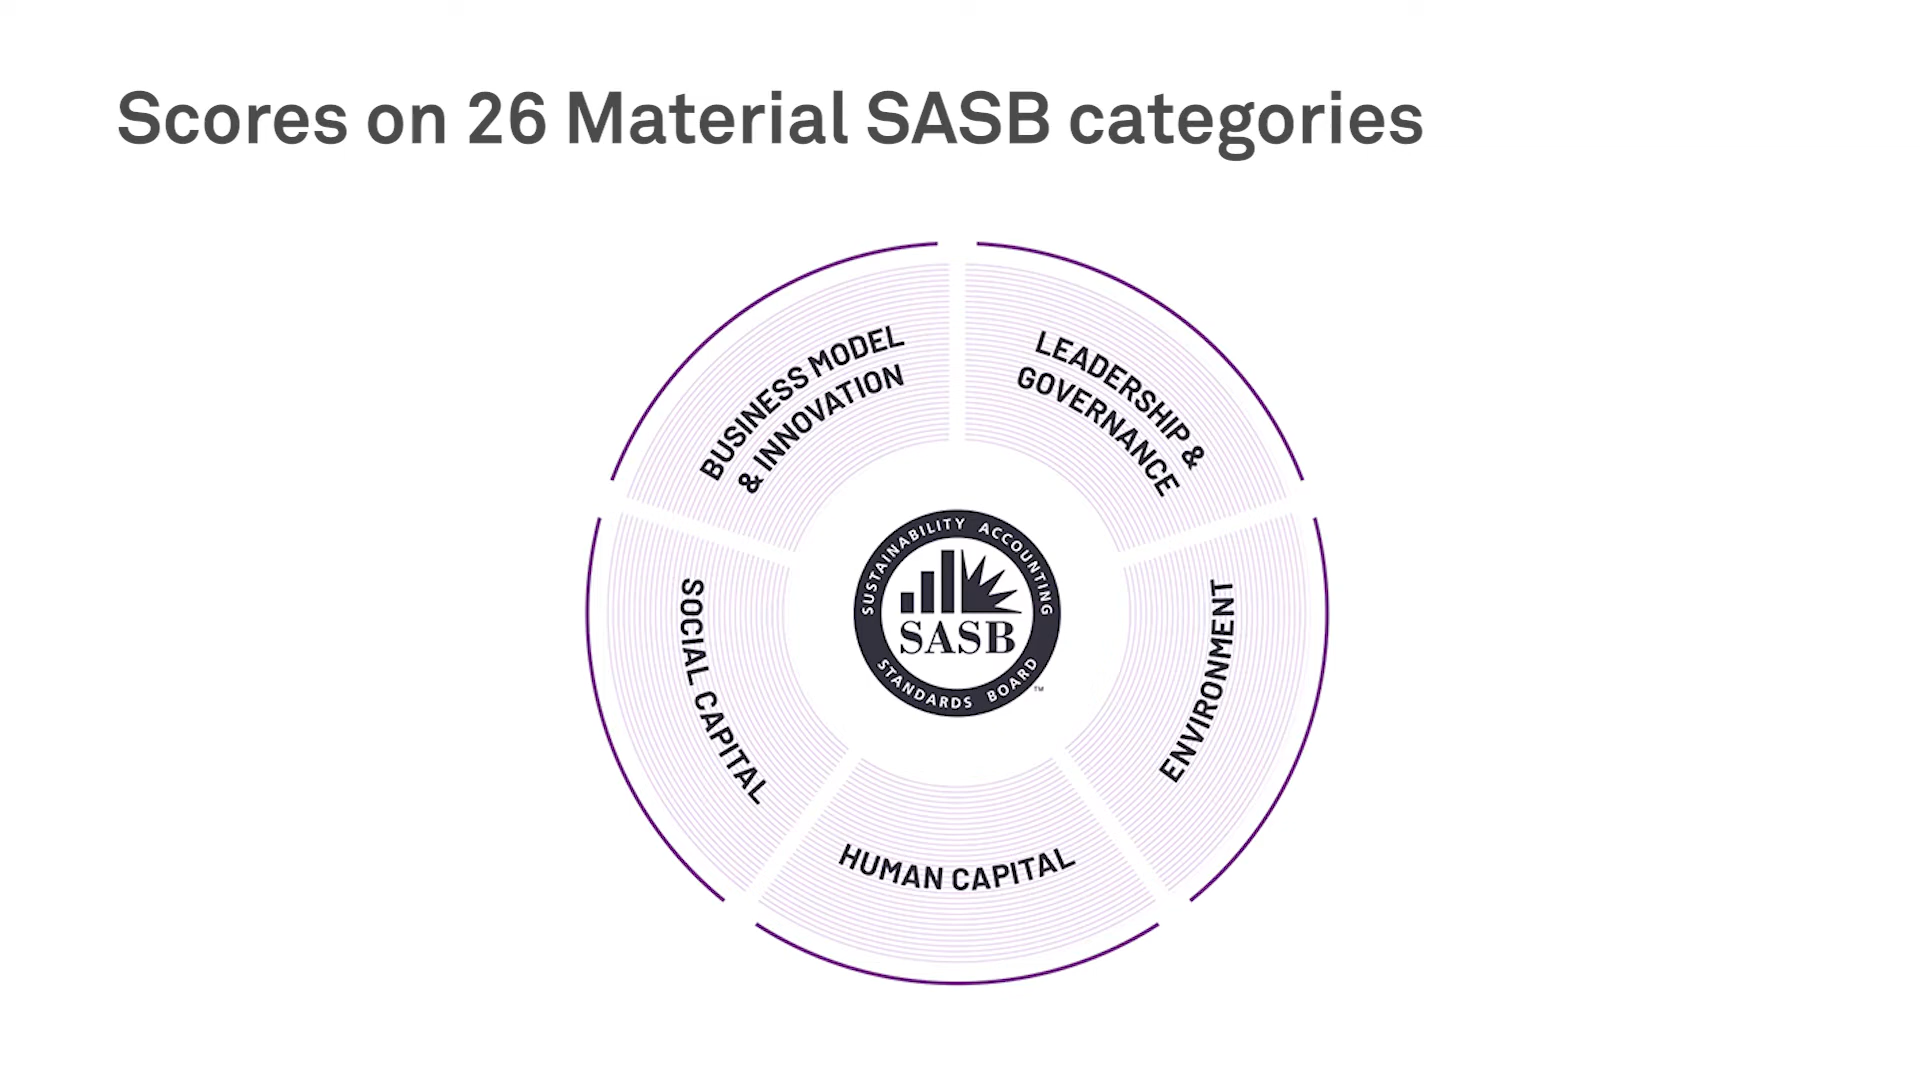 Scores on 26 Material SASB categories
BUSINESS MODEL
& INNOVATION
LEADERSHIP &
GOVERNANCE
SOCIAL CAPITAL
SUSTAINABILITY ACCOUNTING
SASB
STANDARDS BOARD
TM
ENVIRONMENT
HUMAN CAPITAL